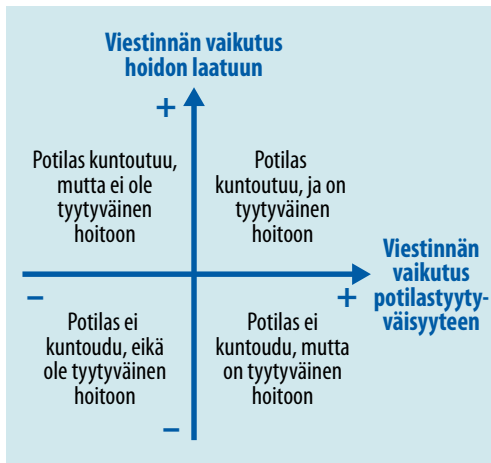 Viestinnän vaikutus
hoidon laatuun
+
Potilas kuntoutuu,
mutta ei ole
tyytyväinen
hoitoon
Potilas
kuntoutuu, ja on
tyytyväinen
hoitoon
Viestinnän
vaikutus
potilastyyty-
väisyyteen
–
+
Potilas ei
kuntoudu, eikä
ole tyytyväinen
hoitoon
Potilas ei
kuntoudu, mutta
on tyytyväinen
hoitoon
–